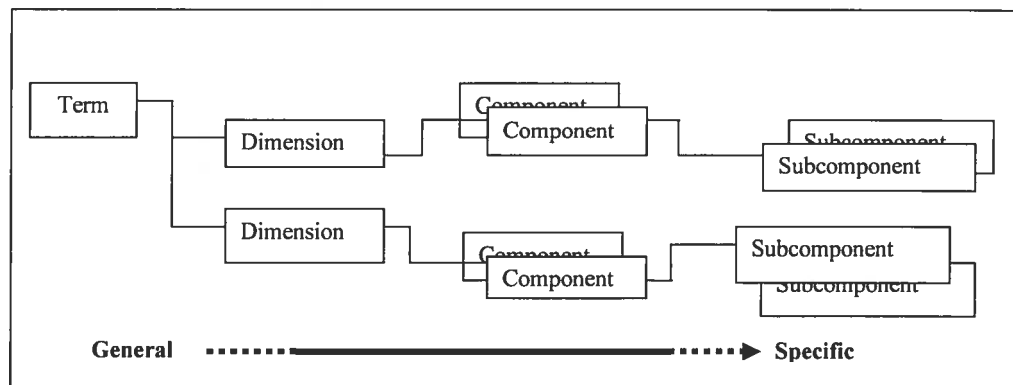 Term
Component
Component
Dimension
Subcomponent
Subcomponent
Dimension
Component
Component
Subcomponent
Subcomponent
General
Specific